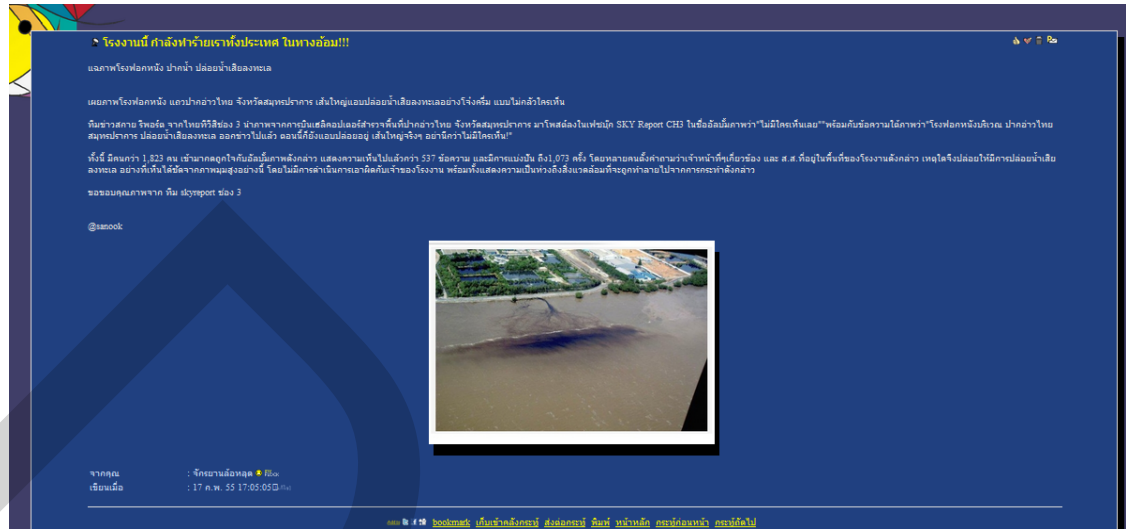 โรงงานนี้ กำลังทำร้ายเราทั้งประเทศ ในทางอ้อม!!!
แฉภาพโรงฟอกหนัง ปากน้ำ ปล่อยน้ำเสียลงทะเล
เผยภาพโรงฟอกหนัง แถวปากอ่าวไทย จังหวัดสมุทรปราการ เส้นใหญ่แอบปล่อยน้ำเสียลงทะเลอย่างโจ่งครึ่ม แบบไม่กลัวใครเห็น
ทีมข่าวสกาย รีพอร์ต จากไทยทีวีสีช่อง 3 นำภาพจากการบินเฮลิคอปเตอร์สำรวจพื้นที่ปากอ่าวไทย จังหวัดสมุทรปราการ มาโพสต์ลงในเฟซบุ๊ก SKY Report CH3 ในชื่ออัลบั้มภาพว่า"ไม่มีใครเห็นเลย""พร้อมกับข้อความใต้ภาพว่า"โรงฟอกหนังบริเวณ ปากอ่าวไทย
สมุทรปราการ ปล่อยน้ำเสียลงทะเล ออกข่าวไปแล้ว ตอนนี้ก็ยังแอบปล่อยอยู่ เส้นใหญ่จริงๆ อย่านึกว่าไม่มีใครเห็น!"
ทั้งนี้ มีคนกว่า 1,823 คน เข้ามากดถูกใจกับอัลบั้มภาพดังกล่าว แสดงความเห็นไปแล้วกว่า 537 ข้อความ และมีการแบ่งปัน ถึง1,073 ครั้ง โดยหลายคนตั้งคำถามว่าเจ้าหน้าที่ๆเกี่ยวข้อง และ ส.ส.ที่อยู่ในพื้นที่ของโรงงานดังกล่าว เหตุใดจึงปล่อยให้มีการปล่อยน้ำเสีย
ลงทะเล อย่างที่เห็นได้ชัดจากภาพมุมสูงอย่างนี้ โดยไม่มีการดำเนินการเอาผิดกับเจ้าของโรงงาน พร้อมทั้งแสดงความเป็นห่วงถึงสิ่งแวดล้อมที่จะถูกทำลายไปจากการกระทำดังกล่าว
ขอขอบคุณภาพจาก ทีม skyreport ช่อง 3
@sanook
จากคุณ : จักรยานล้อหลุด
เขียนเมื่อ : 17 ก.พ. 55 17:05:05
bookmark เก็บเข้าคลังกระทู้ ส่งต่อกระทู้ พิมพ์ หน้าหลัก กระทู้ก่อนหน้า กระทู้ถัดไป